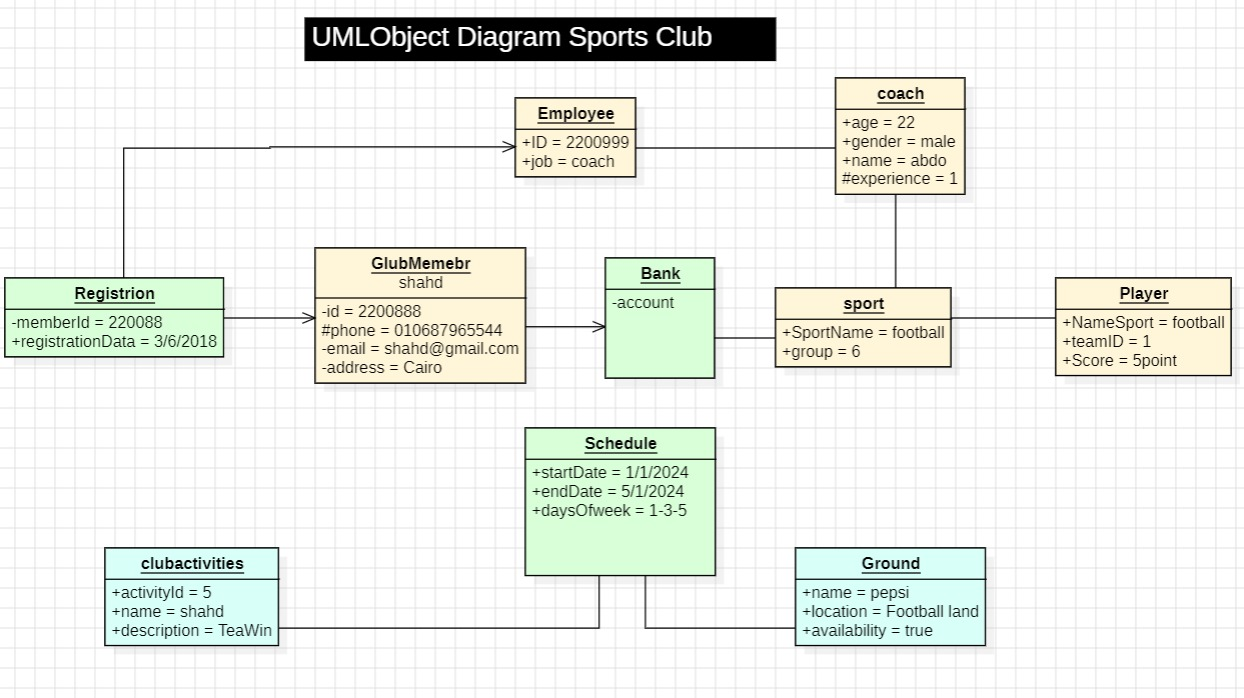 UMLObject Diagram Sports Club
Employee
+ID = 2200999
+job = coach
coach
+age = 22
+gender = male
+name = abdo
#experience = 1
Registrion
-memberId = 220088
+registrationData = 3/6/2018
GlubMemebr
shahd
-id = 2200888
#phone = 010687965544
-email = shahd@gmail.com
-address = Cairo
Bank
-account
sport
+SportName = football
+group = 6
Player
+NameSport = football
+teamID = 1
+Score = 5point
Schedule
+startDate = 1/1/2024
+endDate = 5/1/2024
+daysOfweek = 1-3-5
clubactivities
+activityId = 5
+name = shahd
+description = TeaWin
Ground
+name = pepsi
+location = Football land
+availability = true